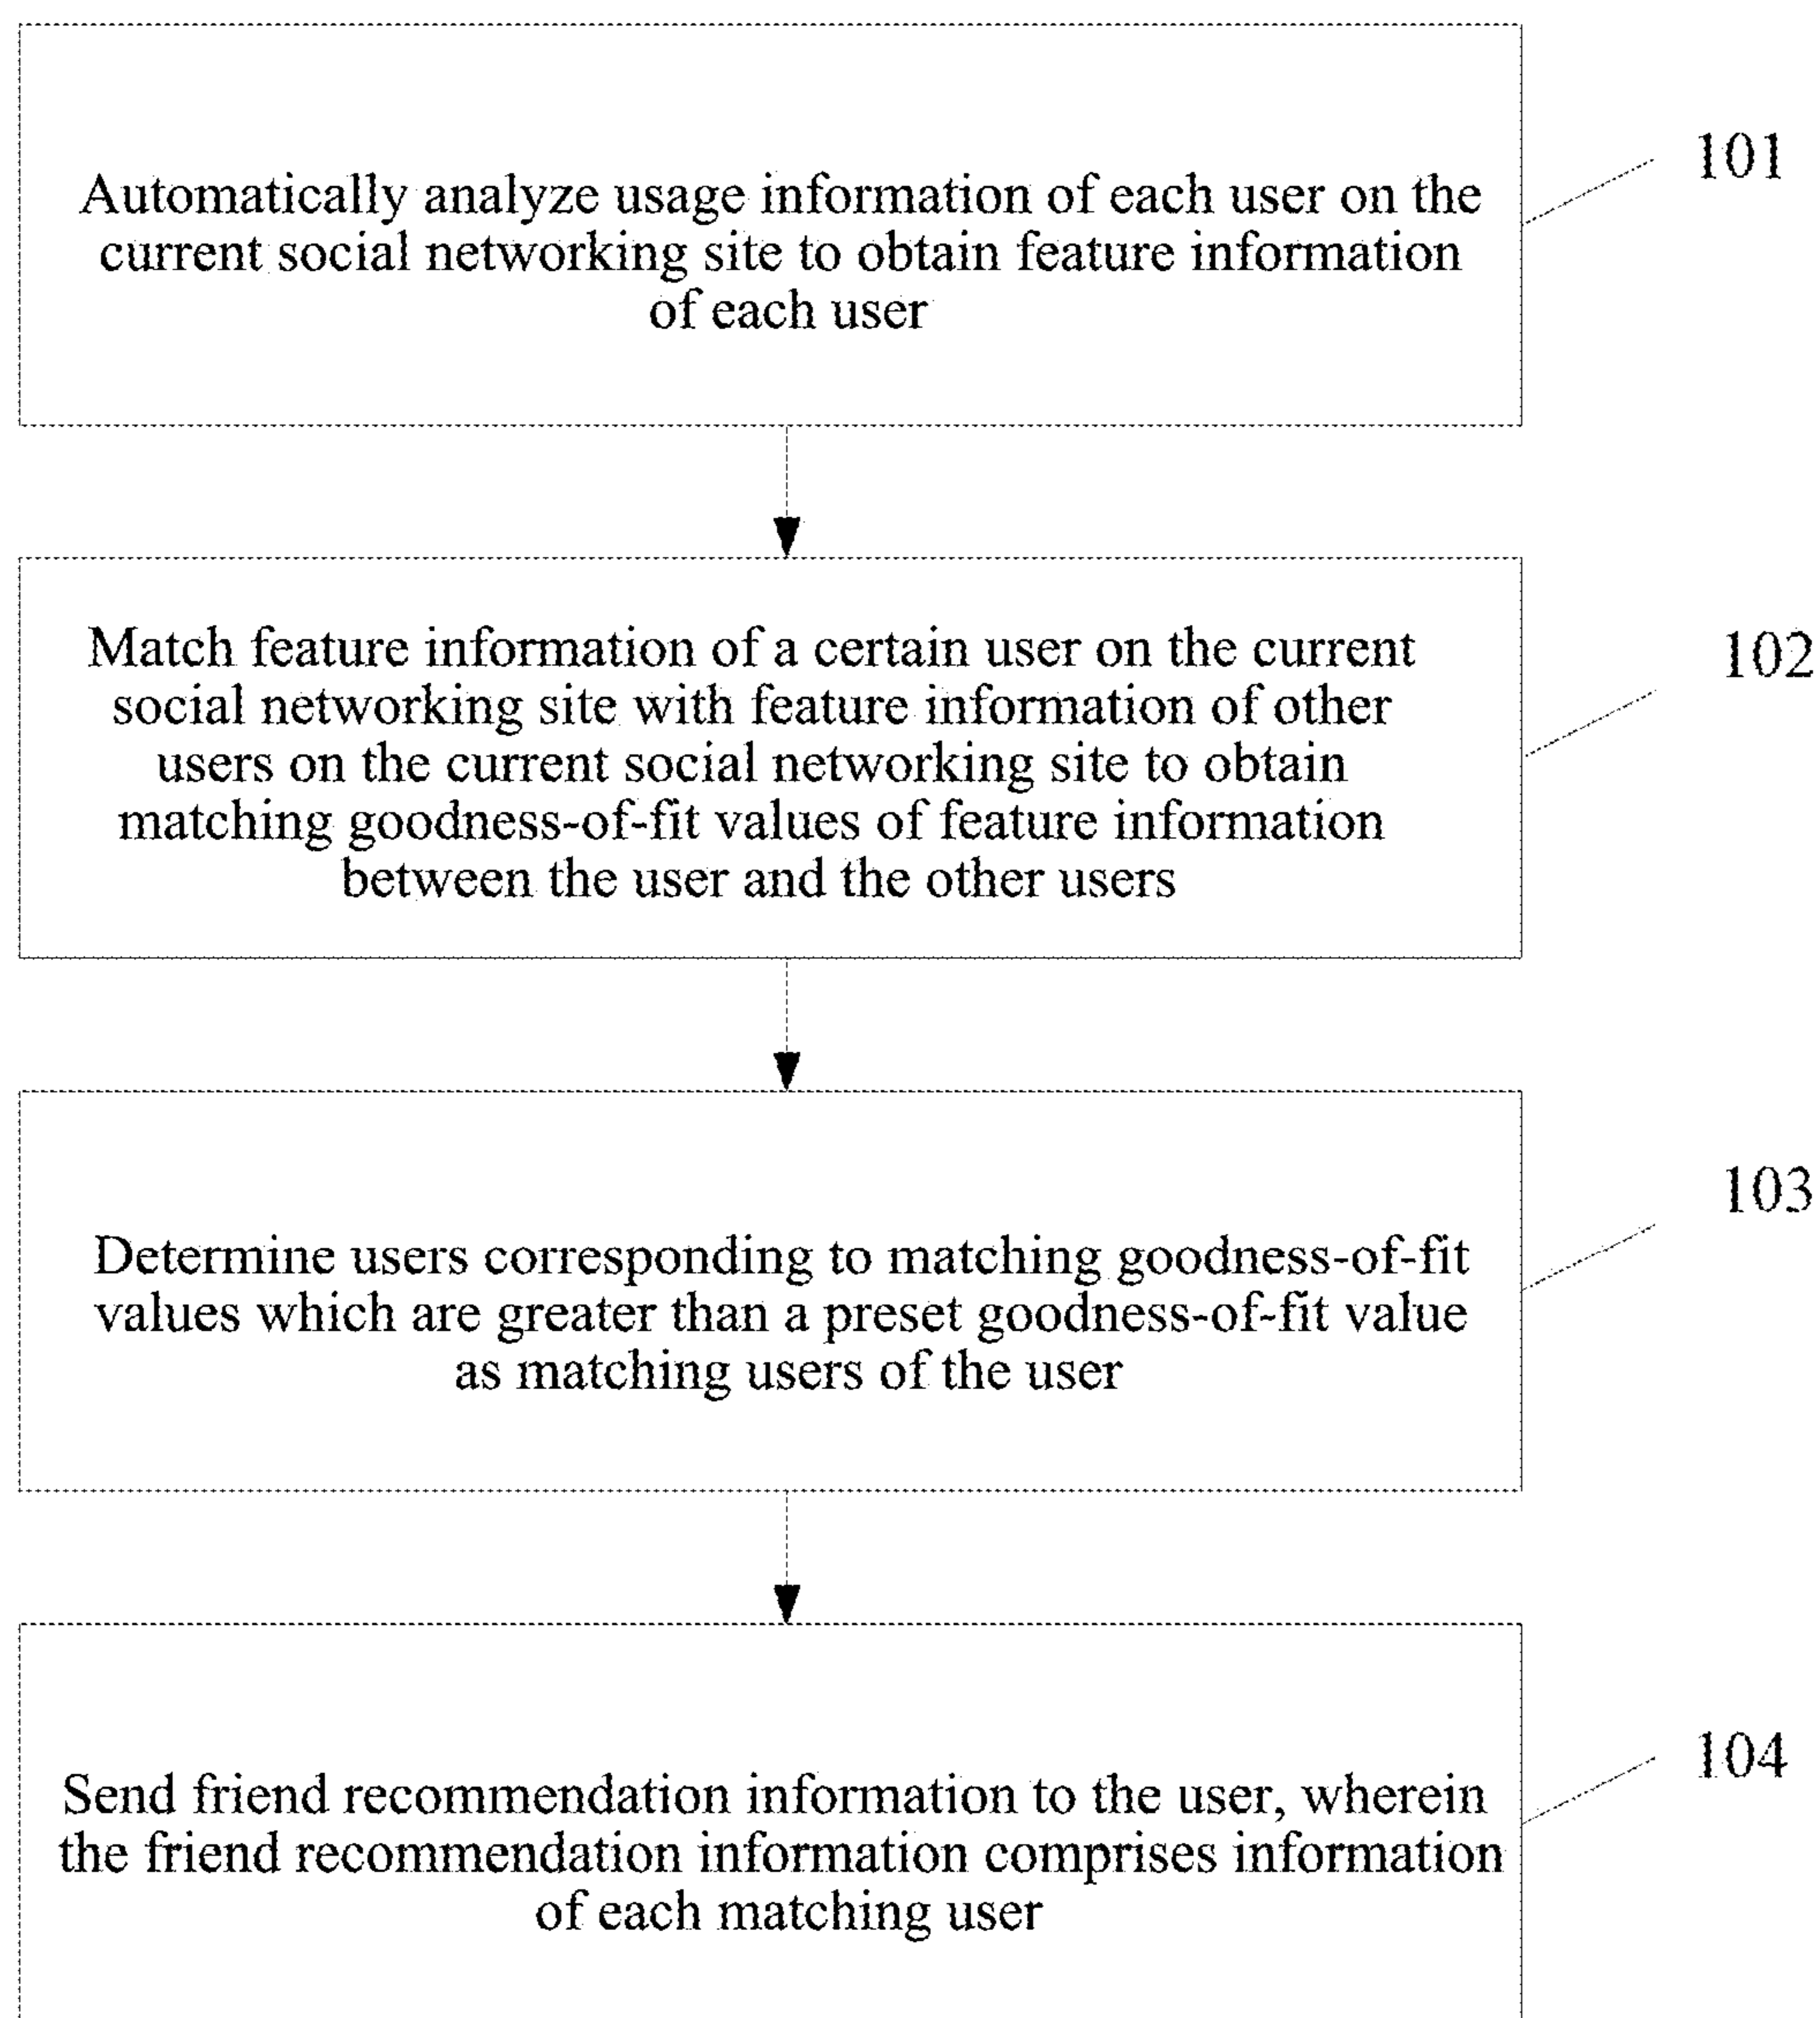 Automatically analyze usage information of each user on the
current social networking site to obtain feature information
of each user
101
Match feature information of a certain user on the current
social networking site with feature information of other
users on the current social networking site to obtain
matching goodness-of-fit values of feature information
between the user and the other users
102
Determine users corresponding to matching goodness-of-fit
values which are greater than a preset goodness-of-fit value
as matching users of the user
103
Send friend recommendation information to the user, wherein
the friend recommendation information comprises information
of each matching user
104